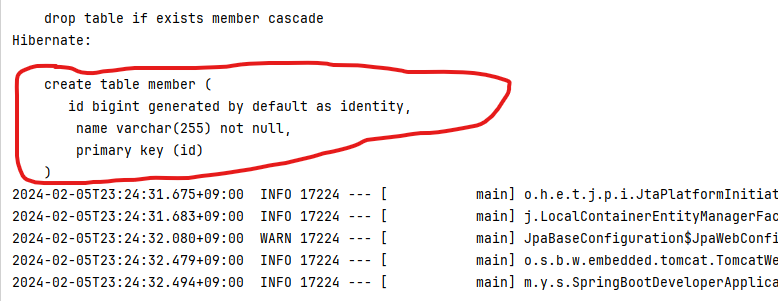 drop table if exists member cascade
Hibernate:
create table member (
id bigint generated by default as identity,
name varchar(255) not null,
primary key (id)
)
2024-02-05T23:24:31.675+09:00  INFO 17224 --- [           main] o.h.e.t.j.p.i.JtaPlatformInitiat
2024-02-05T23:24:31.683+09:00  INFO 17224 --- [           main] j.LocalContainerEntityManagerFac
2024-02-05T23:24:32.080+09:00  WARN 17224 --- [           main] JpaBaseConfiguration$JpaWebConfi
2024-02-05T23:24:32.479+09:00  INFO 17224 --- [           main] o.s.b.w.embedded.tomcat.TomcatWe
2024-02-05T23:24:32.494+09:00  INFO 17224 --- [           main] m.y.s.SpringBootDeveloperApplica